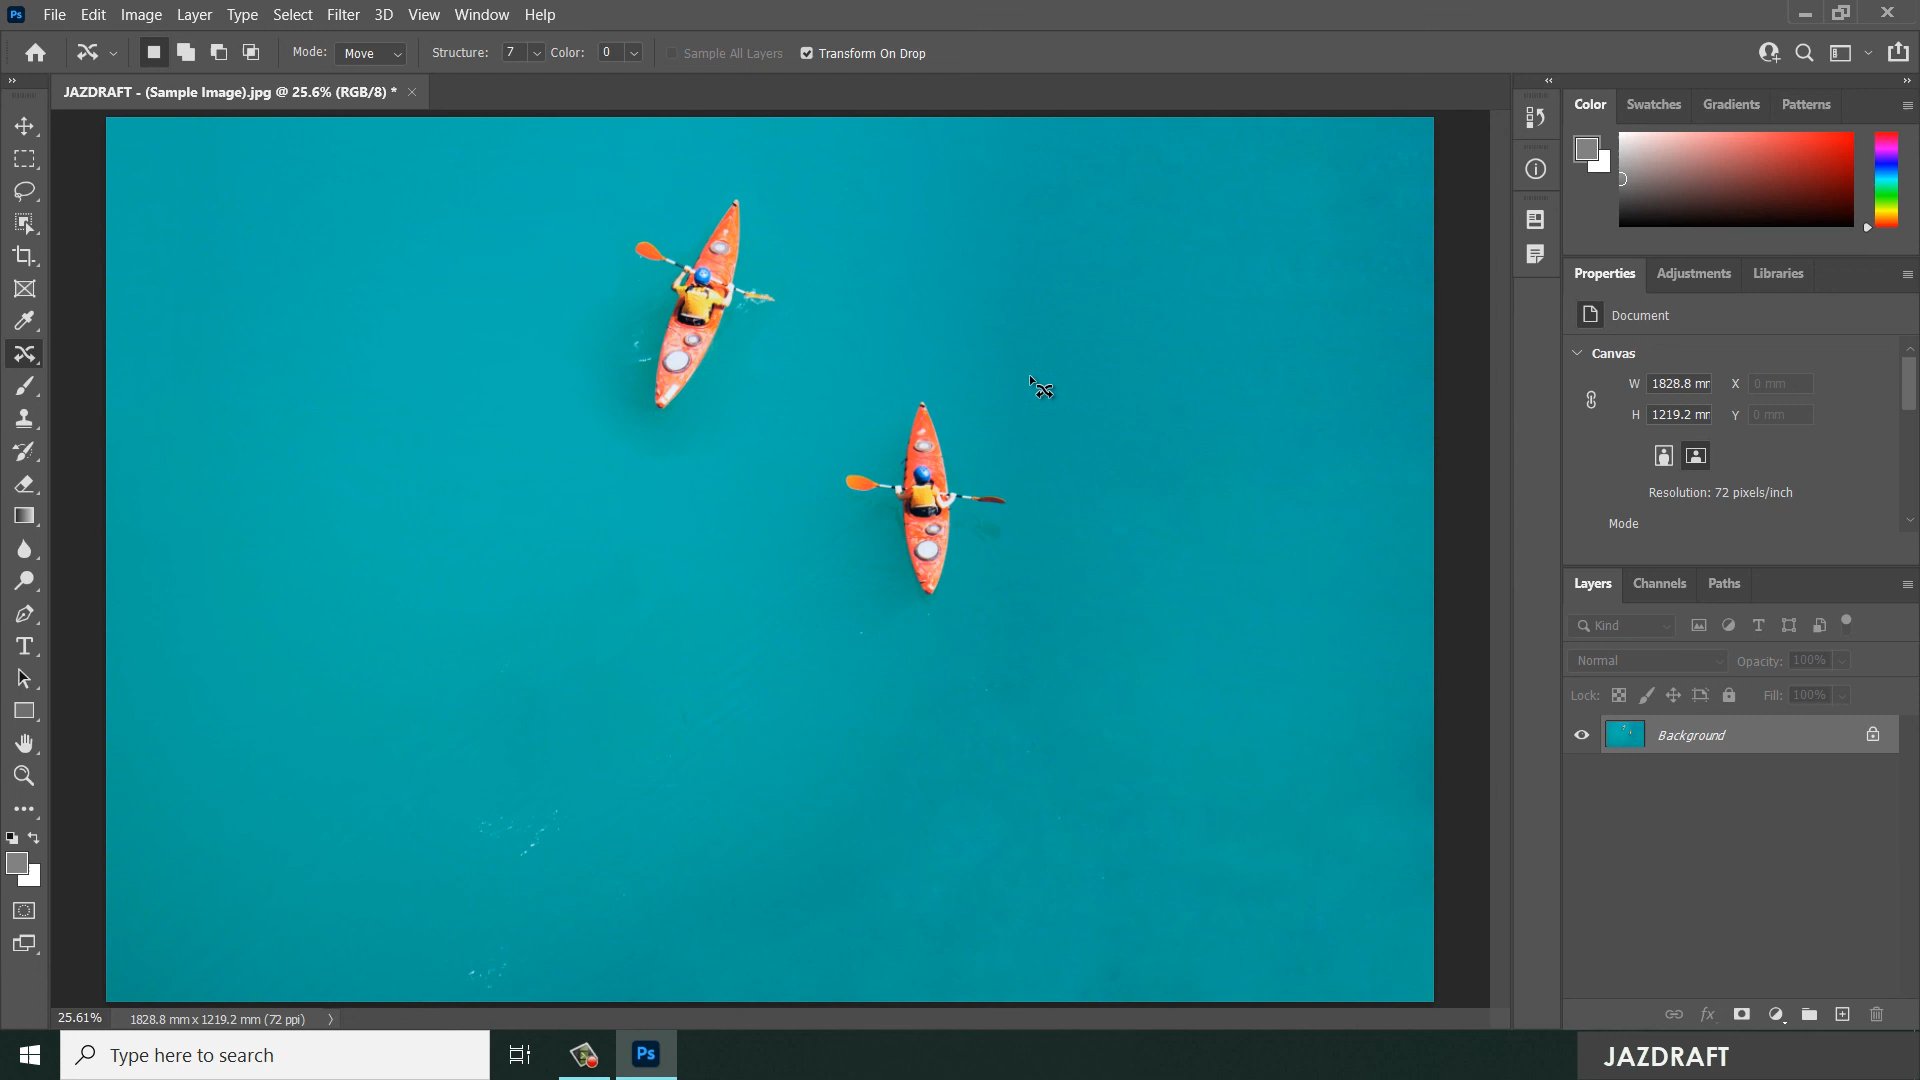 Ps File Edit Image Layer Type Select Filter 3D View Window Help
Mode: Move Structure: 7 Color: 0 Sample All Layers Transform On Drop
JAZDRAFT - (Sample Image).jpg @ 25.6% (RGB/8) * ×
Color Swatches Gradients Patterns
Properties Adjustments Libraries
Document
Canvas
W 1828.8 mr X 0 mm
H 1219.2 mr Y 0 mm
Resolution: 72 pixels/inch
Mode
Layers Channels Paths
Kind
Normal Opacity: 100%
Lock: Fill: 100%
Background
fx
25.61% 1828.8 mm x 1219.2 mm (72 ppi)
Type here to search Ps
JAZDRAFT